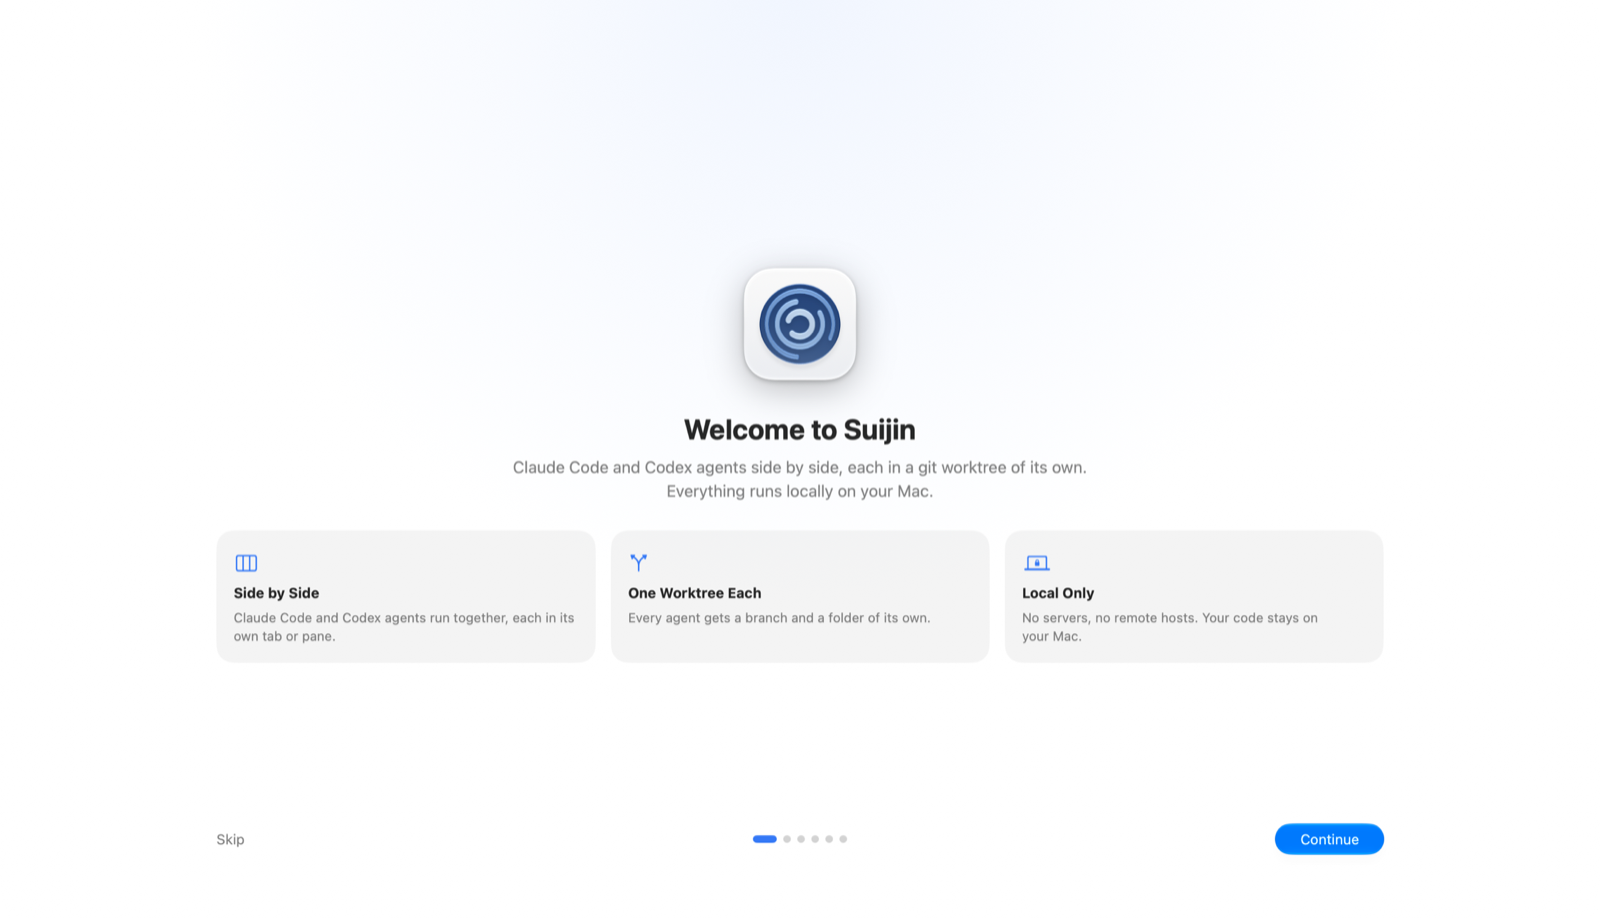 Welcome to Suijin
Claude Code and Codex agents side by side, each in a git worktree of its own.
Everything runs locally on your Mac.
Side by Side
Claude Code and Codex agents run together, each in its
own tab or pane.
One Worktree Each
Every agent gets a branch and a folder of its own.
Local Only
No servers, no remote hosts. Your code stays on
your Mac.
Skip
Continue